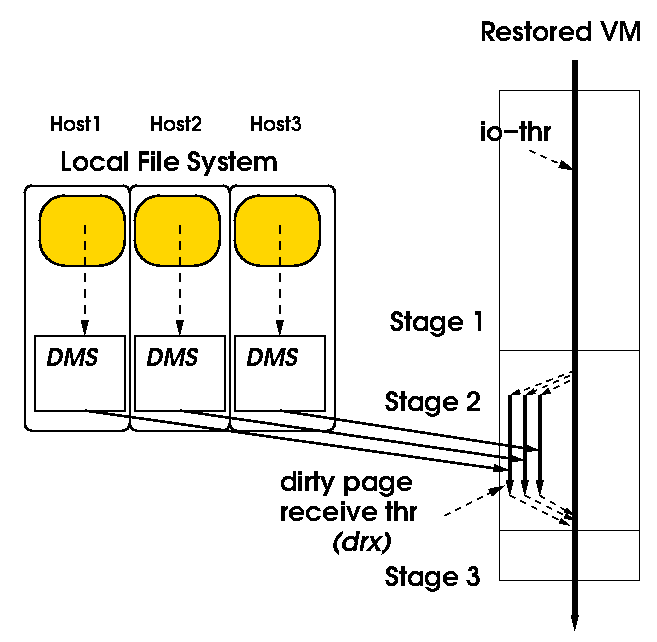 Restored VM
Host1 Host2 Host3
io-thr
Local File System
Stage 1
DMS DMS DMS
Stage 2
dirty page
receive thr
(drx)
Stage 3